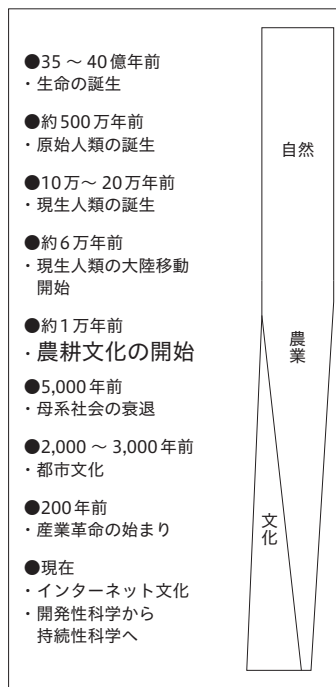 ●35 ～ 40億年前
・生命の誕生
●約500万年前
・原始人類の誕生
●10万～ 20万年前
・現生人類の誕生
●約6万年前
・現生人類の大陸移動
開始
●約1万年前
・農耕文化の開始
●5,000年前
・母系社会の衰退
●2,000 ～ 3,000年前
・都市文化
●200年前
・産業革命の始まり
●現在
・インターネット文化
・開発性科学から
持続性科学へ
自然
農業
文化